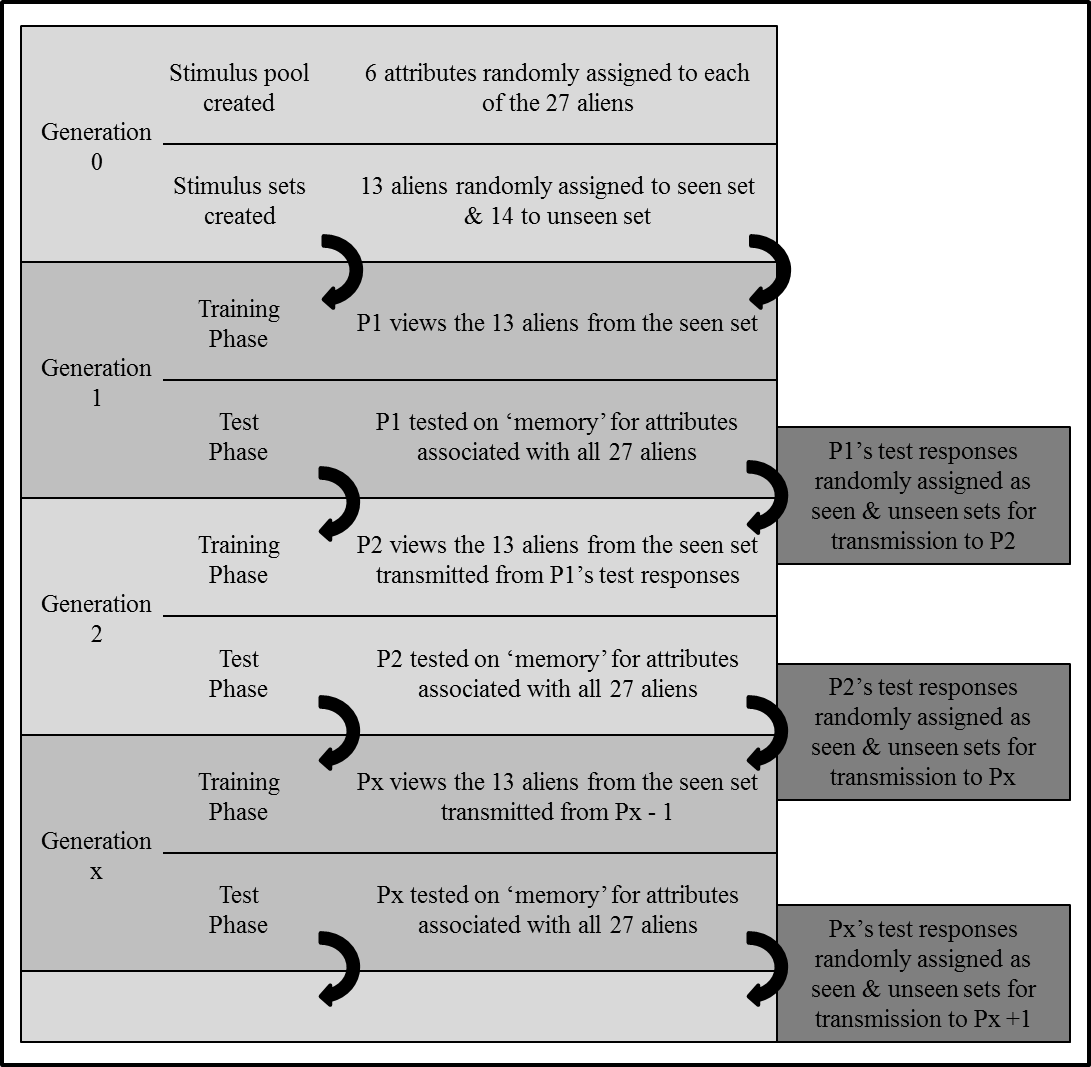 Generation
0
Stimulus pool
created
6 attributes randomly assigned to each
of the 27 aliens
Stimulus sets
created
13 aliens randomly assigned to seen set
& 14 to unseen set
Generation
1
Training
Phase
P1 views the 13 aliens from the seen set
Test
Phase
P1 tested on ‘memory’ for attributes
associated with all 27 aliens
P1’s test responses
randomly assigned as
seen & unseen sets for
transmission to P2
Generation
2
Training
Phase
P2 views the 13 aliens from the seen set
transmitted from P1’s test responses
Test
Phase
P2 tested on ‘memory’ for attributes
associated with all 27 aliens
P2’s test responses
randomly assigned as
seen & unseen sets for
transmission to Px
Generation
x
Training
Phase
Px views the 13 aliens from the seen set
transmitted from Px - 1
Test
Phase
Px tested on ‘memory’ for attributes
associated with all 27 aliens
Px’s test responses
randomly assigned as
seen & unseen sets for
transmission to Px +1